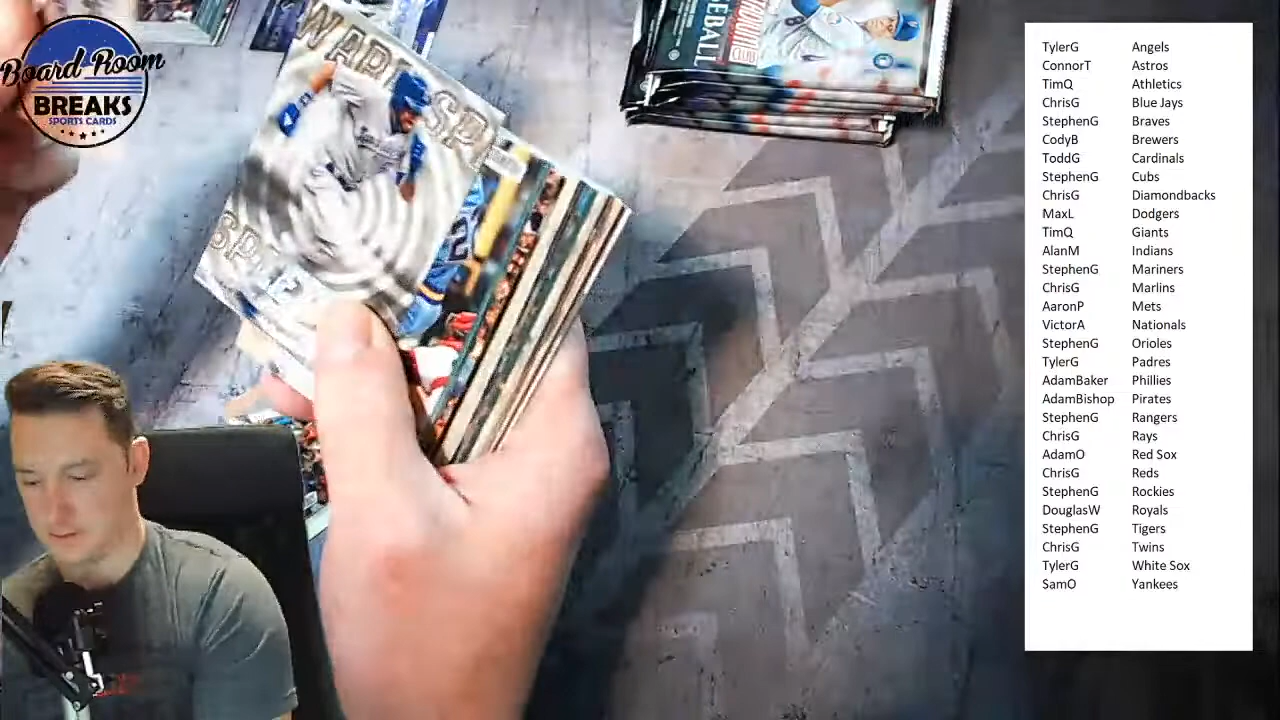 Board Room
BREAKS
SPORTS CARDS
WARP SPE
BASEBALL
TylerG Angels
ConnorT Astros
TimQ Athletics
ChrisG Blue Jays
StephenG Braves
CodyB Brewers
ToddG Cardinals
StephenG Cubs
ChrisG Diamondbacks
MaxL Dodgers
TimQ Giants
AlanM Indians
StephenG Mariners
ChrisG Marlins
AaronP Mets
VictorA Nationals
StephenG Orioles
TylerG Padres
AdamBaker Phillies
AdamBishop Pirates
StephenG Rangers
ChrisG Rays
AdamO Red Sox
ChrisG Reds
StephenG Rockies
DouglasW Royals
StephenG Tigers
ChrisG Twins
TylerG White Sox
SamO Yankees